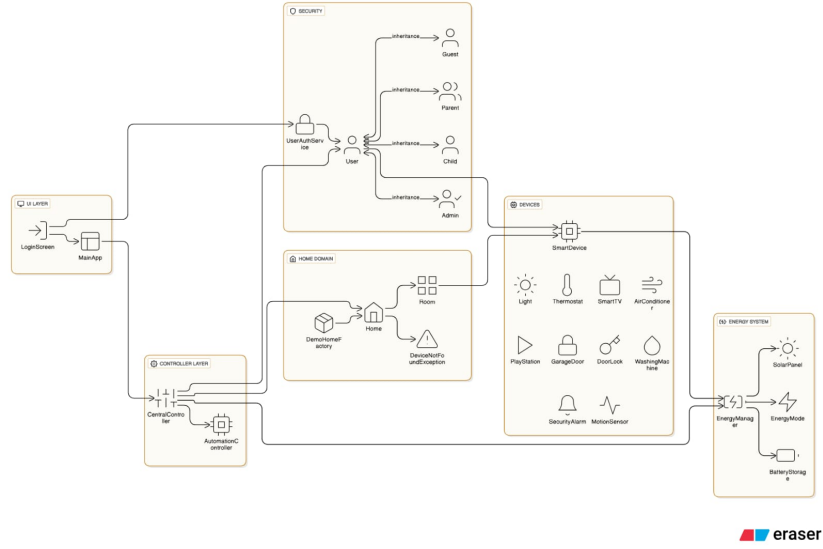 SECURITY
inheritance
Guest
inheritance
Parent
UserAuthServ
ice
User
inheritance
Child
inheritance
Admin
UI LAYER
LoginScreen
MainApp
DEVICES
SmartDevice
Light
Thermostat
SmartTV
AirConditione
r
PlayStation
GarageDoor
DoorLock
WashingMac
hine
SecurityAlarm
MotionSensor
HOME DOMAIN
Room
DemoHomeF
actory
Home
DeviceNotFo
undException
ENERGY SYSTEM
SolarPanel
EnergyManag
er
EnergyMode
BatteryStorag
e
CONTROLLER LAYER
CentralContro
ller
AutomationC
ontroller
eraser